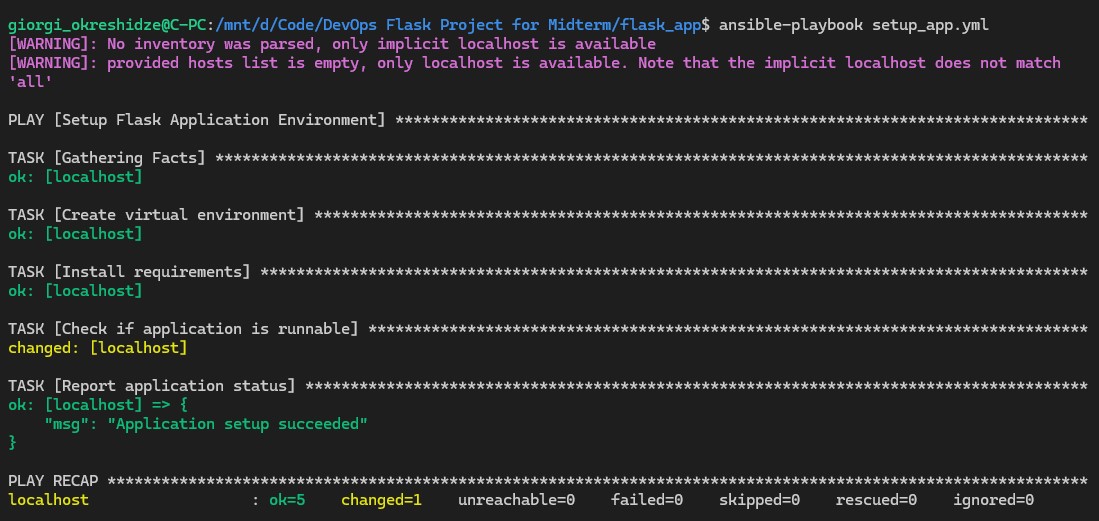 giorgi_okreshidze@C-PC:/mnt/d/Code/DevOps Flask Project for Midterm/flask_app$ ansible-playbook setup_app.yml
[WARNING]: No inventory was parsed, only implicit localhost is available
[WARNING]: provided hosts list is empty, only localhost is available. Note that the implicit localhost does not match
'all'
PLAY [Setup Flask Application Environment] *****************************************************************************
TASK [Gathering Facts] *************************************************************************************************
ok: [localhost]
TASK [Create virtual environment] **************************************************************************************
ok: [localhost]
TASK [Install requirements] ********************************************************************************************
ok: [localhost]
TASK [Check if application is runnable] ********************************************************************************
changed: [localhost]
TASK [Report application status] ***************************************************************************************
ok: [localhost] => {
    "msg": "Application setup succeeded"
}
PLAY RECAP *************************************************************************************************************
localhost                  : ok=5    changed=1    unreachable=0    failed=0    skipped=0    rescued=0    ignored=0